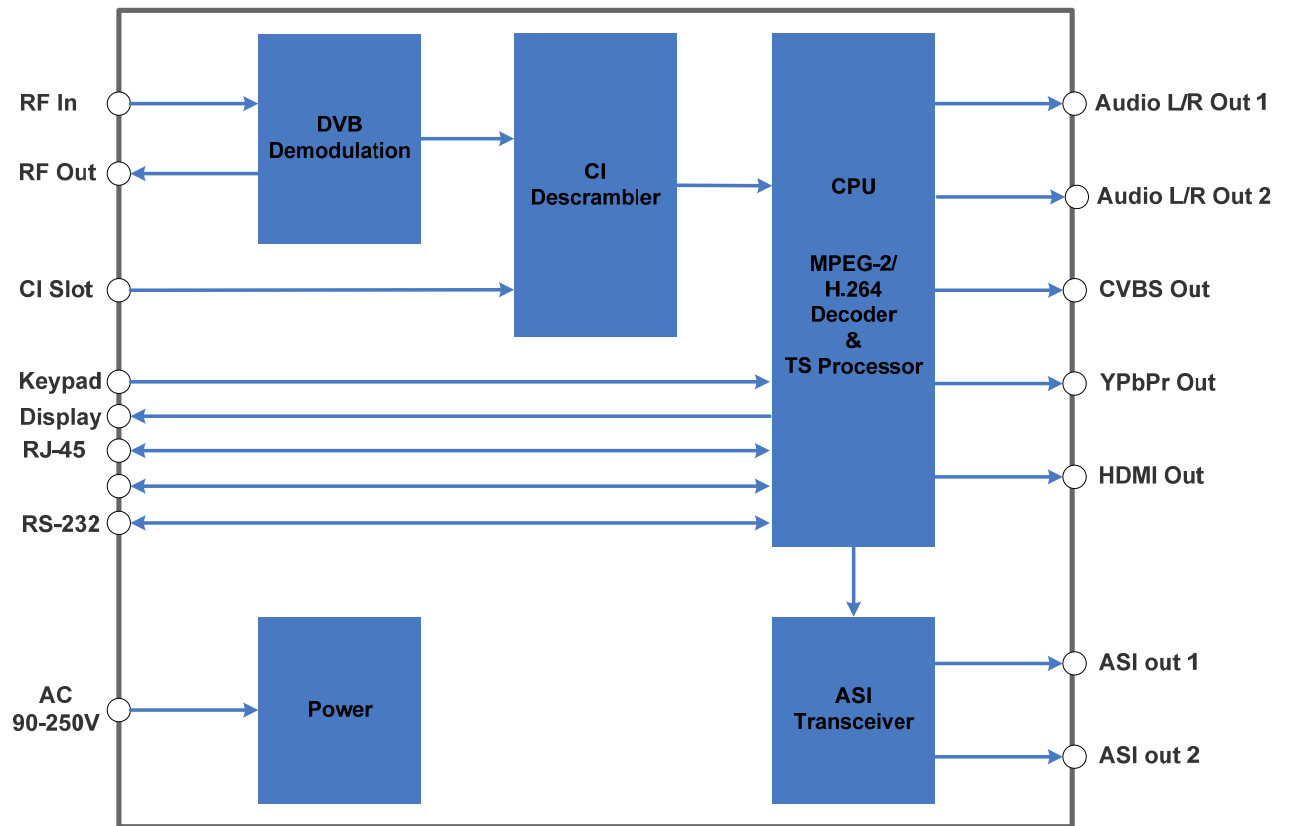 RF In
RF Out
CI Slot
Keypad
Display
RJ-45
RS-232
AC
90-250V
DVB
Demodulation
CI
Descrambler
CPU
MPEG-2/
H.264
Decoder
&
TS Processor
Power
ASI
Transceiver
Audio L/R Out 1
Audio L/R Out 2
CVBS Out
YPbPr Out
HDMI Out
ASI out 1
ASI out 2